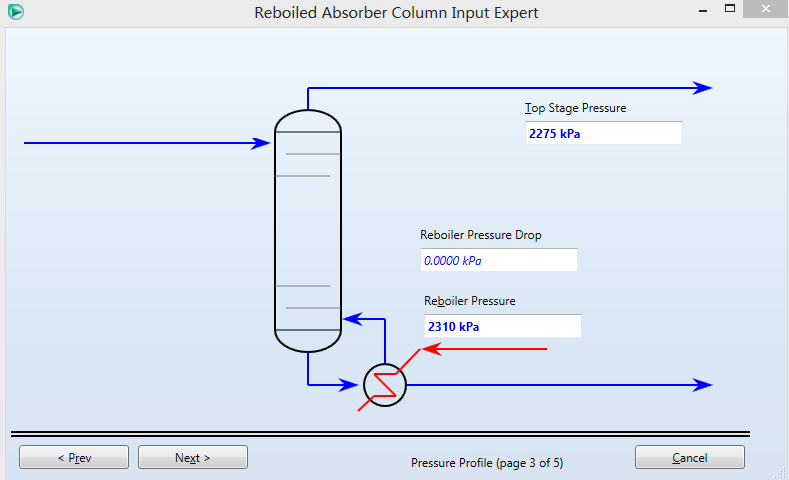 Reboiled Absorber Column Input Expert
Top Stage Pressure
2275 kPa
Reboiler Pressure Drop
0.0000 kPa
Reboiler Pressure
2310 kPa
< Prev
Next >
Pressure Profile (page 3 of 5)
Cancel